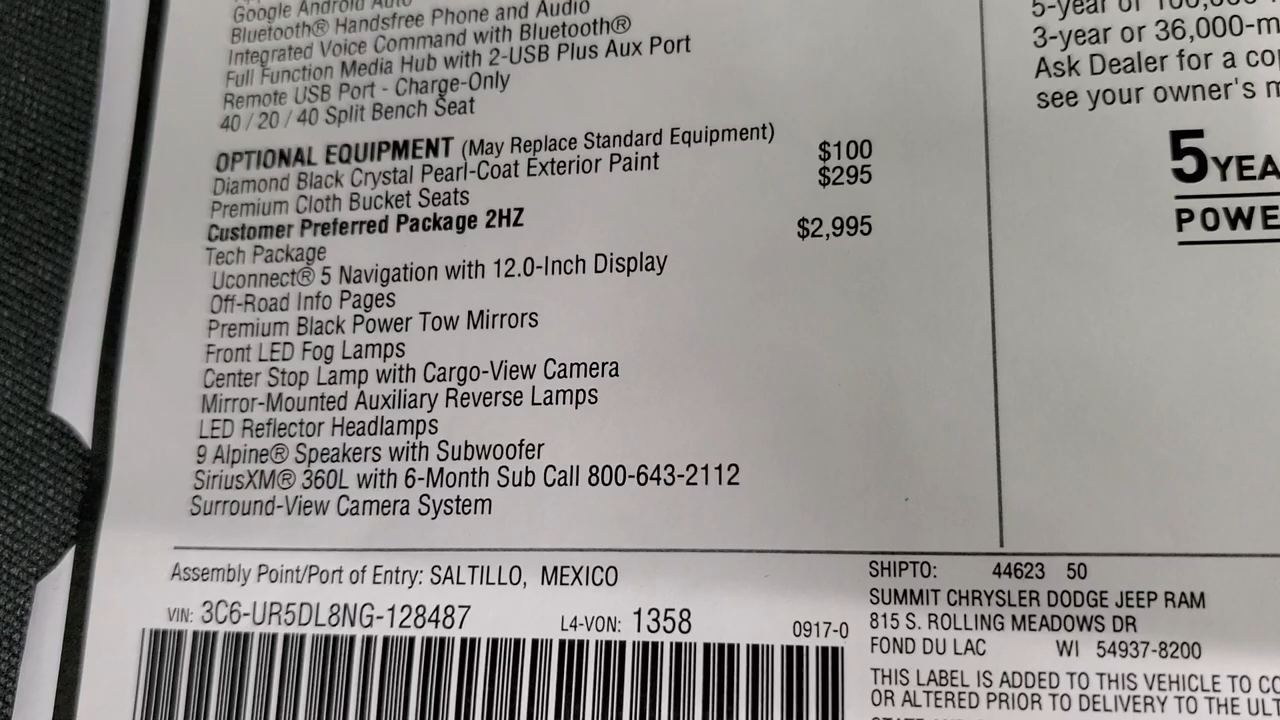 Google Android Auto
Bluetooth® Handsfree Phone and Audio
Integrated Voice Command with Bluetooth®
Full Function Media Hub with 2-USB Plus Aux Port
Remote USB Port - Charge-Only
40 / 20 / 40 Split Bench Seat
OPTIONAL EQUIPMENT (May Replace Standard Equipment)
Diamond Black Crystal Pearl-Coat Exterior Paint $100
Premium Cloth Bucket Seats $295
Customer Preferred Package 2HZ
Tech Package $2,995
Uconnect® 5 Navigation with 12.0-Inch Display
Off-Road Info Pages
Premium Black Power Tow Mirrors
Front LED Fog Lamps
Center Stop Lamp with Cargo-View Camera
Mirror-Mounted Auxiliary Reverse Lamps
LED Reflector Headlamps
9 Alpine® Speakers with Subwoofer
SiriusXM® 360L with 6-Month Sub Call 800-643-2112
Surround-View Camera System
5-year or 100,000
3-year or 36,000-m
Ask Dealer for a co
see your owner's m
5 YEA
POWE
Assembly Point/Port of Entry: SALTILLO, MEXICO
VIN: 3C6-UR5DL8NG-128487 L4-VON: 1358 0917-0
SHIPTO: 44623 50
SUMMIT CHRYSLER DODGE JEEP RAM
815 S. ROLLING MEADOWS DR
FOND DU LAC WI 54937-8200
THIS LABEL IS ADDED TO THIS VEHICLE TO CO
OR ALTERED PRIOR TO DELIVERY TO THE ULT